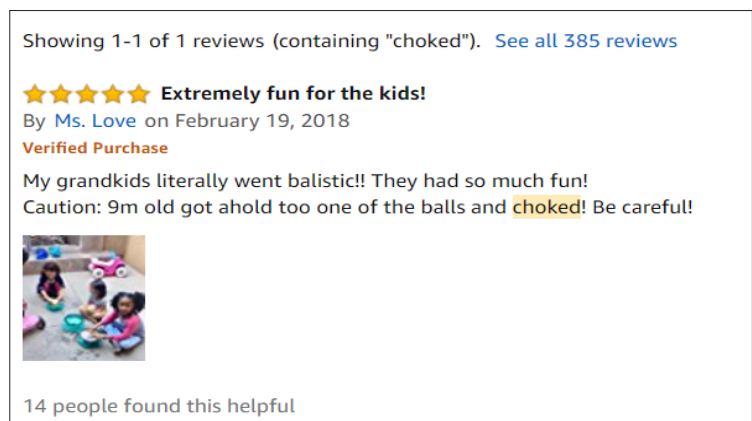 Showing 1-1 of 1 reviews (containing "choked"). See all 385 reviews
Extremely fun for the kids!
By Ms. Love on February 19, 2018
Verified Purchase
My grandkids literally went balistic!! They had so much fun!
Caution: 9m old got ahold too one of the balls and choked! Be careful!
14 people found this helpful